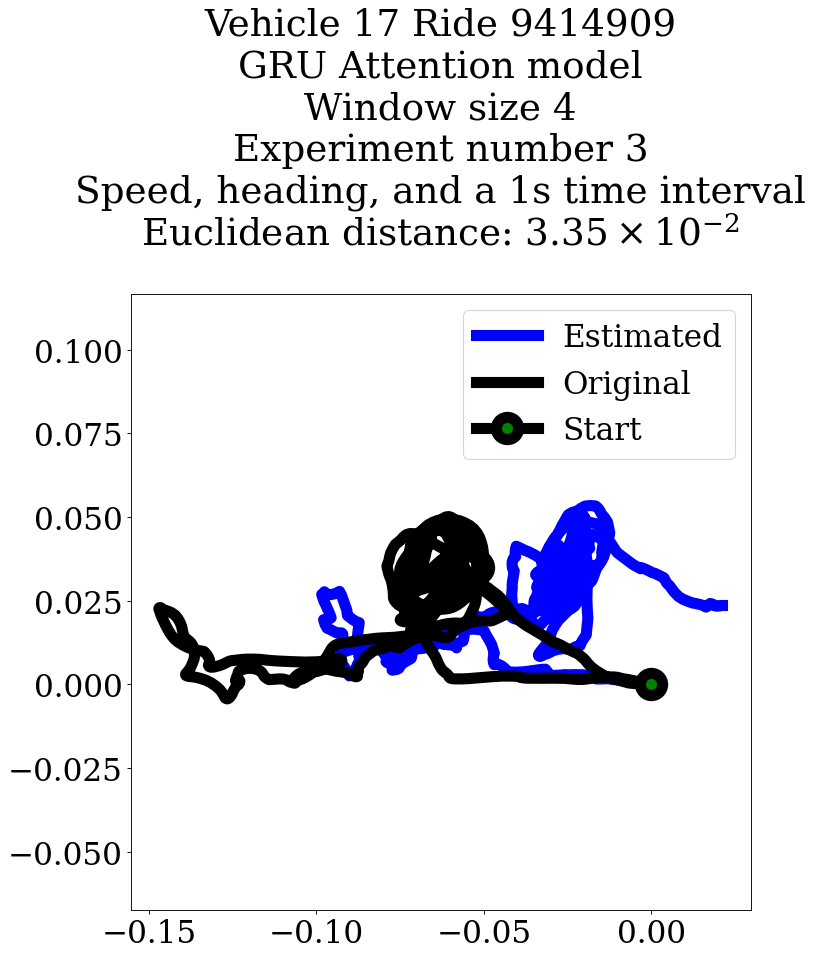 Vehicle 17 Ride 9414909
GRU Attention model
Window size 4
Experiment number 3
Speed, heading, and a 1s time interval
Euclidean distance: 3.35 × 10⁻²
Estimated
Original
Start
0.100
0.075
0.050
0.025
0.000
−0.025
−0.050
−0.15 −0.10 −0.05 0.00